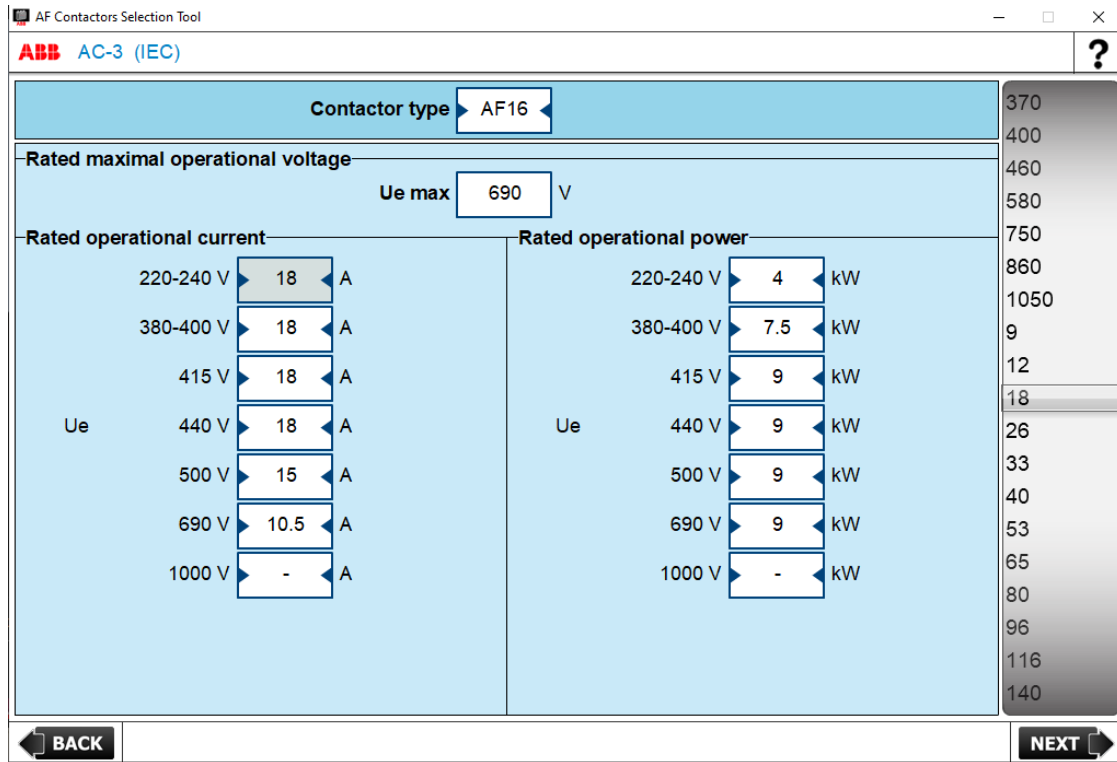 AF Contactors Selection Tool
ABB AC-3 (IEC) ?
Contactor type AF16
Rated maximal operational voltage
Ue max 690 V
Rated operational current
Ue
220-240 V 18 A
380-400 V 18 A
415 V 18 A
440 V 18 A
500 V 15 A
690 V 10.5 A
1000 V - A
Rated operational power
Ue
220-240 V 4 kW
380-400 V 7.5 kW
415 V 9 kW
440 V 9 kW
500 V 9 kW
690 V 9 kW
1000 V - kW
370
400
460
580
750
860
1050
9
12
18
26
33
40
53
65
80
96
116
140
BACK
NEXT